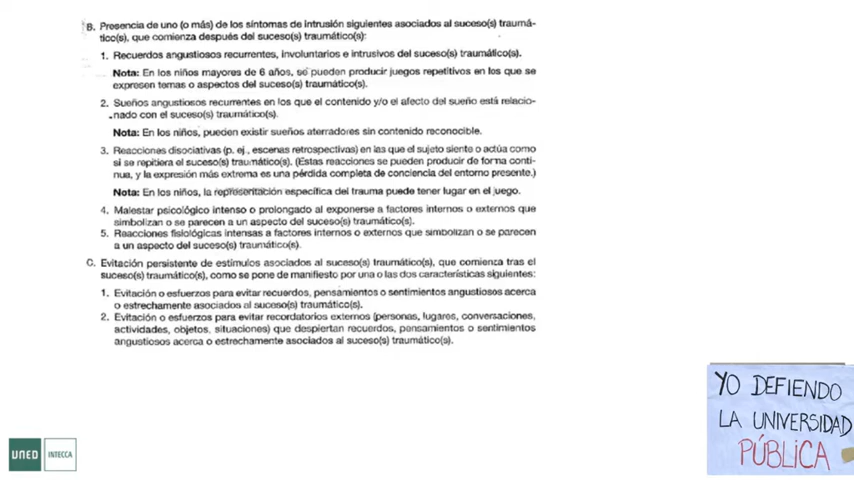 B. Presencia de uno (o más) de los síntomas de intrusión siguientes asociados al suceso(s) traumá-
tico(s), que comienza después del suceso(s) traumático(s):
1. Recuerdos angustiosos recurrentes, involuntarios e intrusivos del suceso(s) traumático(s).
Nota: En los niños mayores de 6 años, se pueden producir juegos repetitivos en los que se
expresen temas o aspectos del suceso(s) traumático(s).
2. Sueños angustiosos recurrentes en los que el contenido y/o el afecto del sueño está relacio-
nado con el suceso(s) traumático(s).
Nota: En los niños, pueden existir sueños aterradores sin contenido reconocible.
3. Reacciones disociativas (p. ej., escenas retrospectivas) en las que el sujeto siente o actúa como
si se repitiera el suceso(s) traumático(s). (Estas reacciones se pueden producir de forma conti-
nua, y la expresión más extrema es una pérdida completa de conciencia del entorno presente.)
Nota: En los niños, la representación específica del trauma puede tener lugar en el juego.
4. Malestar psicológico intenso o prolongado al exponerse a factores internos o externos que
simbolizan o se parecen a un aspecto del suceso(s) traumático(s).
5. Reacciones fisiológicas intensas a factores internos o externos que simbolizan o se parecen
a un aspecto del suceso(s) traumático(s).
C. Evitación persistente de estímulos asociados al suceso(s) traumático(s), que comienza tras el
suceso(s) traumático(s), como se pone de manifiesto por una o las dos características siguientes:
1. Evitación o esfuerzos para evitar recuerdos, pensamientos o sentimientos angustiosos acerca
o estrechamente asociados al suceso(s) traumático(s).
2. Evitación o esfuerzos para evitar recordatorios externos (personas, lugares, conversaciones,
actividades, objetos, situaciones) que despiertan recuerdos, pensamientos o sentimientos
angustiosos acerca o estrechamente asociados al suceso(s) traumático(s).
YO DEFIENDO
LA UNIVERSIDAD
PÚBLICA
UNED INTECCA